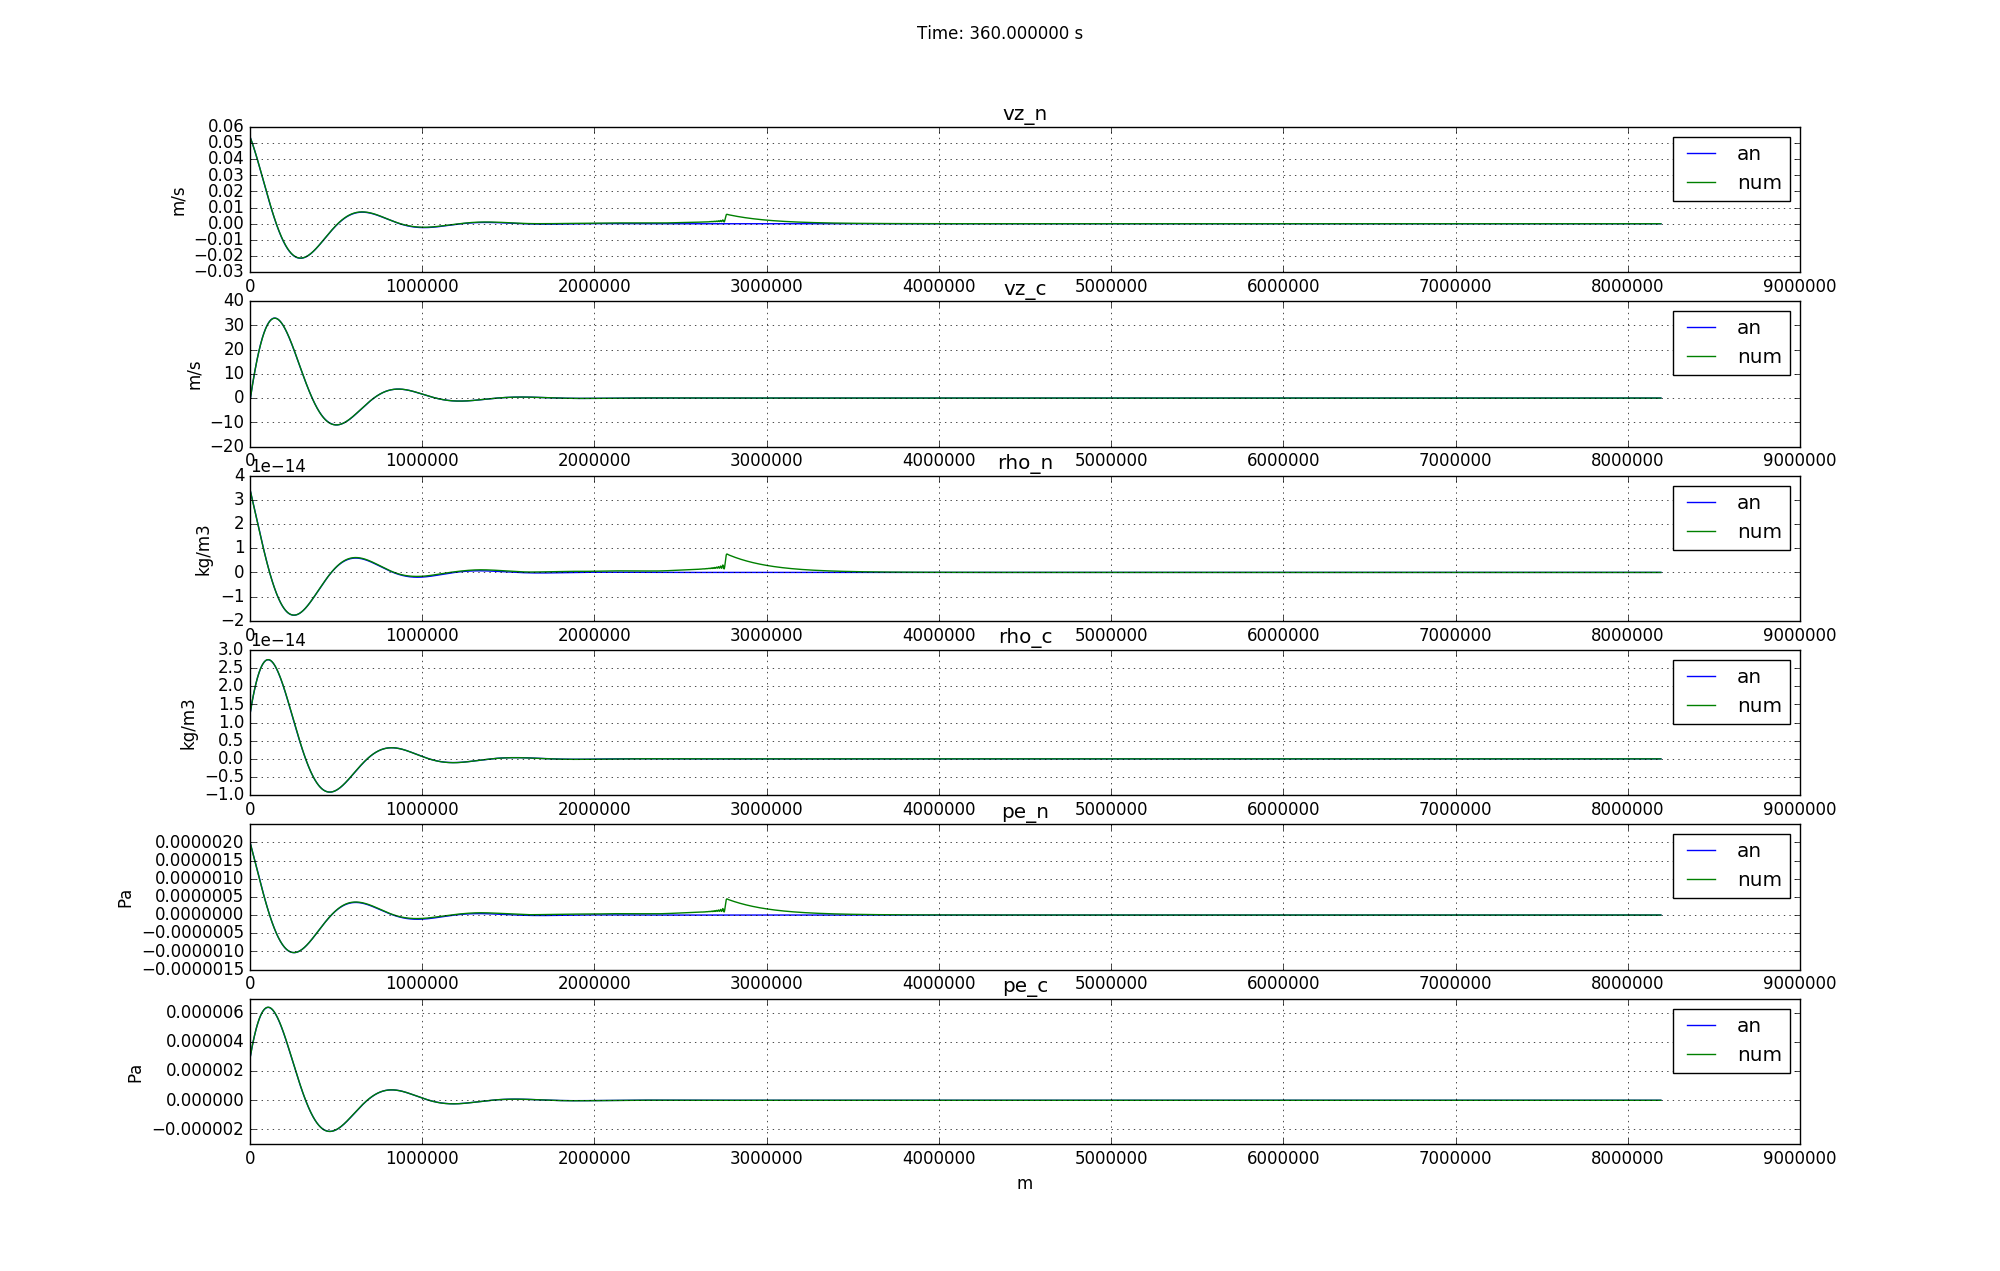 Time: 360.000000 s
vz_n
0.06
0.05
0.04
0.03
0.02
0.01
0.00
−0.01
−0.02
−0.03
m/s
an
num
0 1000000 2000000 3000000 4000000 5000000 6000000 7000000 8000000 9000000
vz_c
40
30
20
10
0
−10
−20
m/s
an
num
0 1000000 2000000 3000000 4000000 5000000 6000000 7000000 8000000 9000000
1e−14
rho_n
4
3
2
1
0
−1
−2
kg/m3
an
num
0 1000000 2000000 3000000 4000000 5000000 6000000 7000000 8000000 9000000
1e−14
rho_c
3.0
2.5
2.0
1.5
1.0
0.5
0.0
−0.5
−1.0
kg/m3
an
num
0 1000000 2000000 3000000 4000000 5000000 6000000 7000000 8000000 9000000
pe_n
0.0000020
0.0000015
0.0000010
0.0000005
0.0000000
−0.0000005
−0.0000010
−0.0000015
Pa
an
num
0 1000000 2000000 3000000 4000000 5000000 6000000 7000000 8000000 9000000
pe_c
0.000006
0.000004
0.000002
0.000000
−0.000002
Pa
an
num
0 1000000 2000000 3000000 4000000 5000000 6000000 7000000 8000000 9000000
m